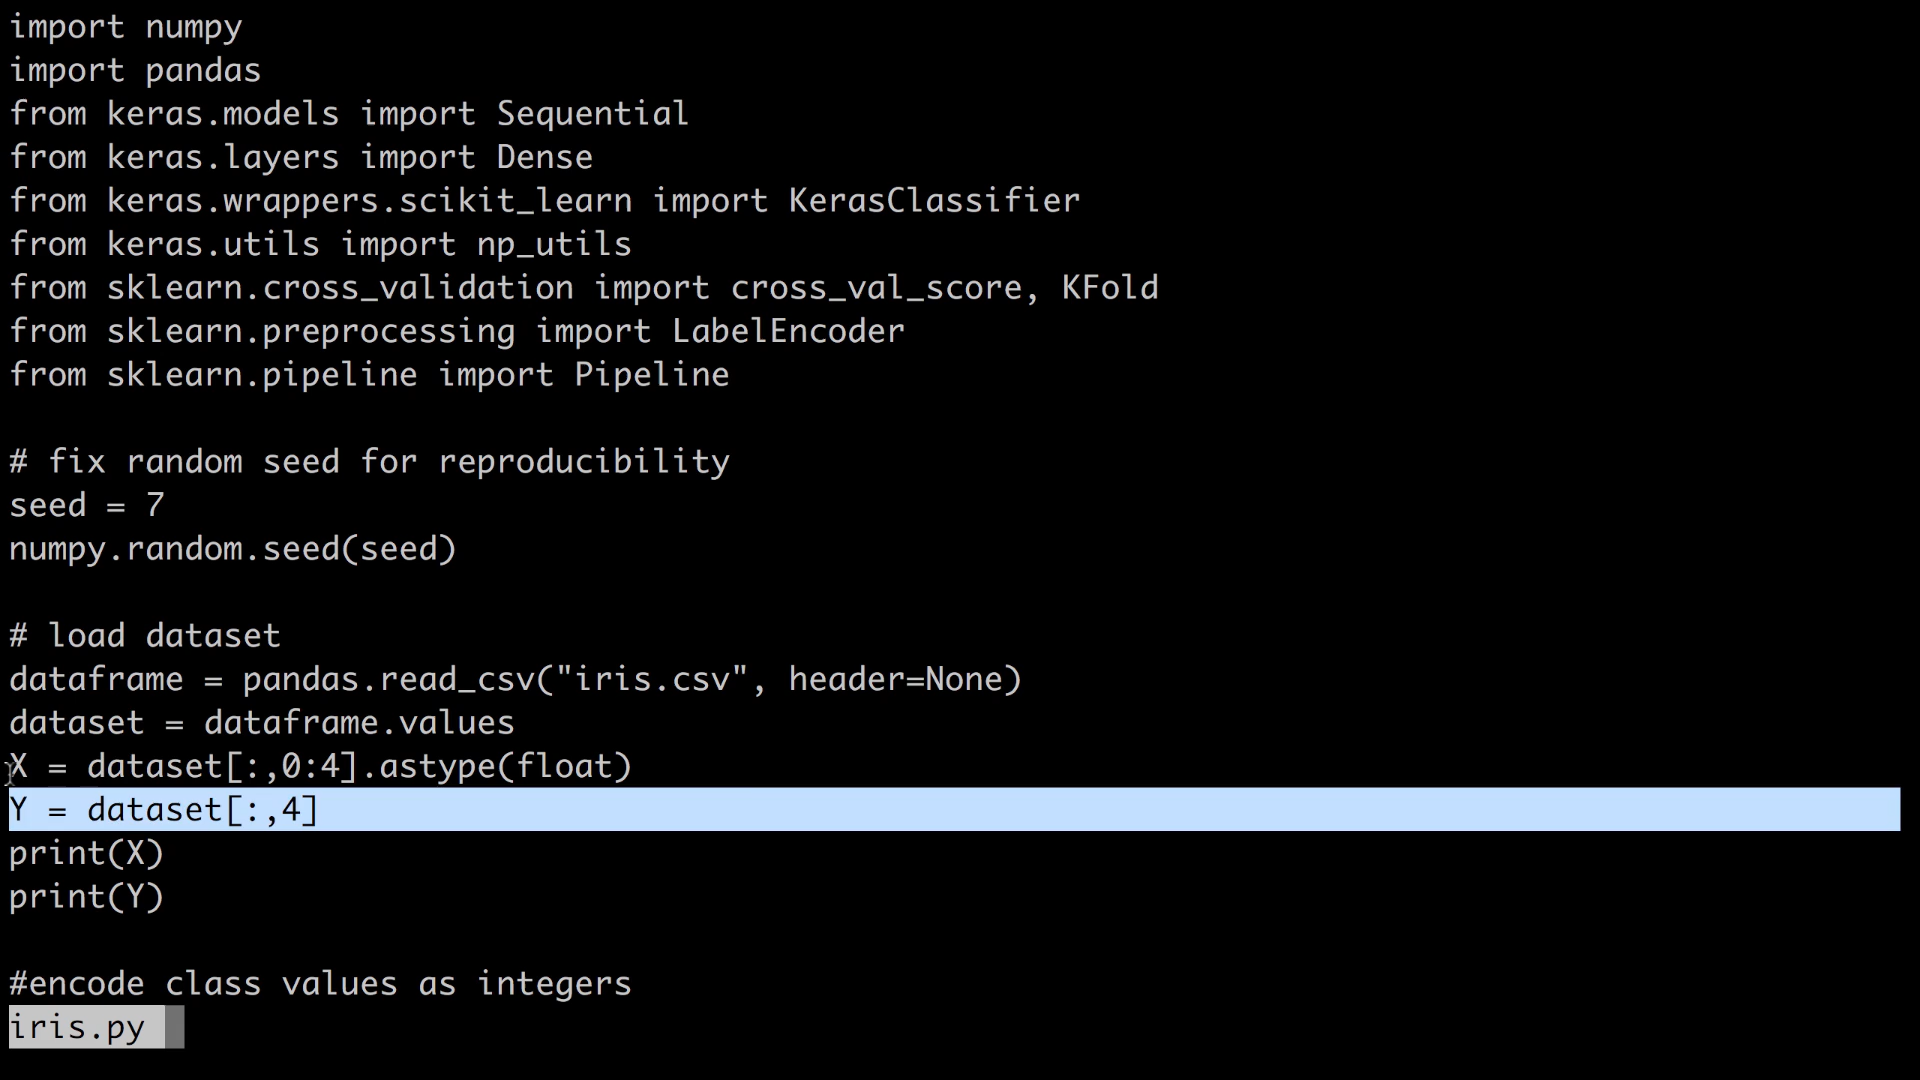 import numpy
import pandas
from keras.models import Sequential
from keras.layers import Dense
from keras.wrappers.scikit_learn import KerasClassifier
from keras.utils import np_utils
from sklearn.cross_validation import cross_val_score, KFold
from sklearn.preprocessing import LabelEncoder
from sklearn.pipeline import Pipeline
# fix random seed for reproducibility
seed = 7
numpy.random.seed(seed)
# load dataset
dataframe = pandas.read_csv("iris.csv", header=None)
dataset = dataframe.values
X = dataset[:,0:4].astype(float)
Y = dataset[:,4]
print(X)
print(Y)
#encode class values as integers
iris.py